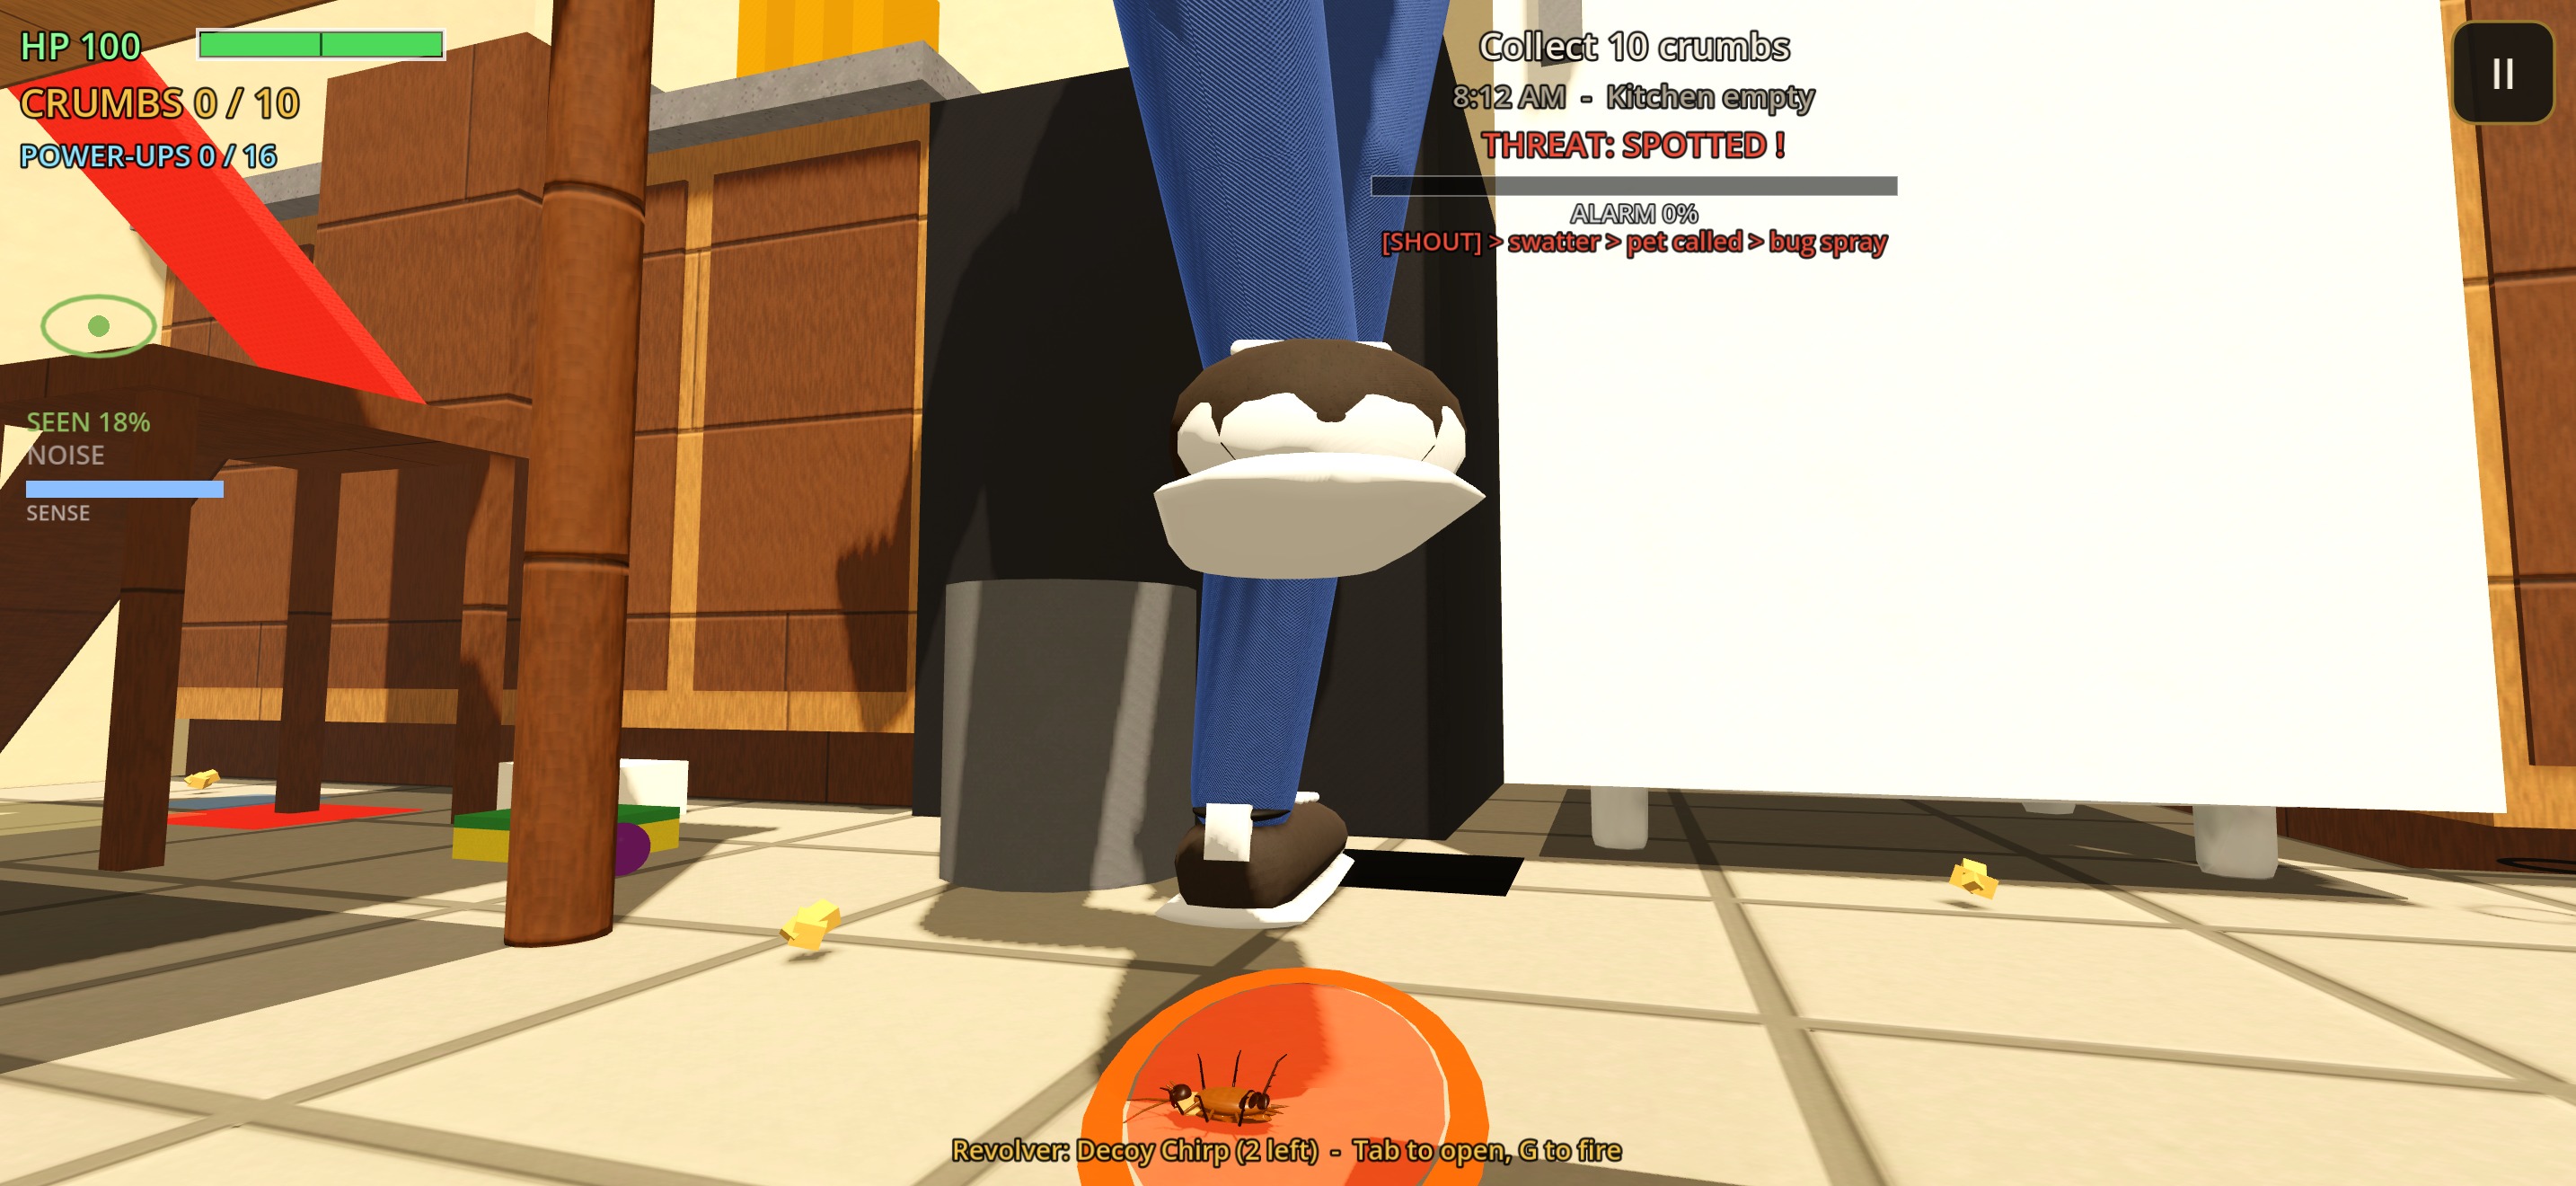 HP 100
CRUMBS 0 / 10
POWER-UPS 0 / 16
Collect 10 crumbs
8:12 AM - Kitchen empty
THREAT: SPOTTED !
ALARM 0%
[SHOUT] > swatter > pet called > bug spray
SEEN 18%
NOISE
SENSE
Revolver: Decoy Chirp (2 left) - Tab to open, G to fire